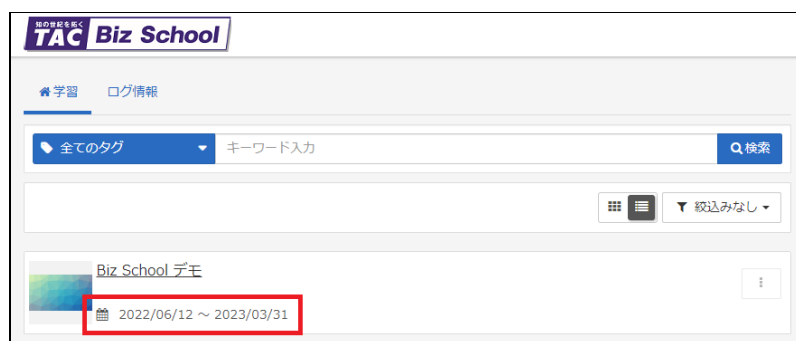 知の世紀を拓く
TAC Biz School
学習 ログ情報
全てのタグ キーワード入力 検索
絞込みなし
Biz School デモ
2022/06/12 ～ 2023/03/31